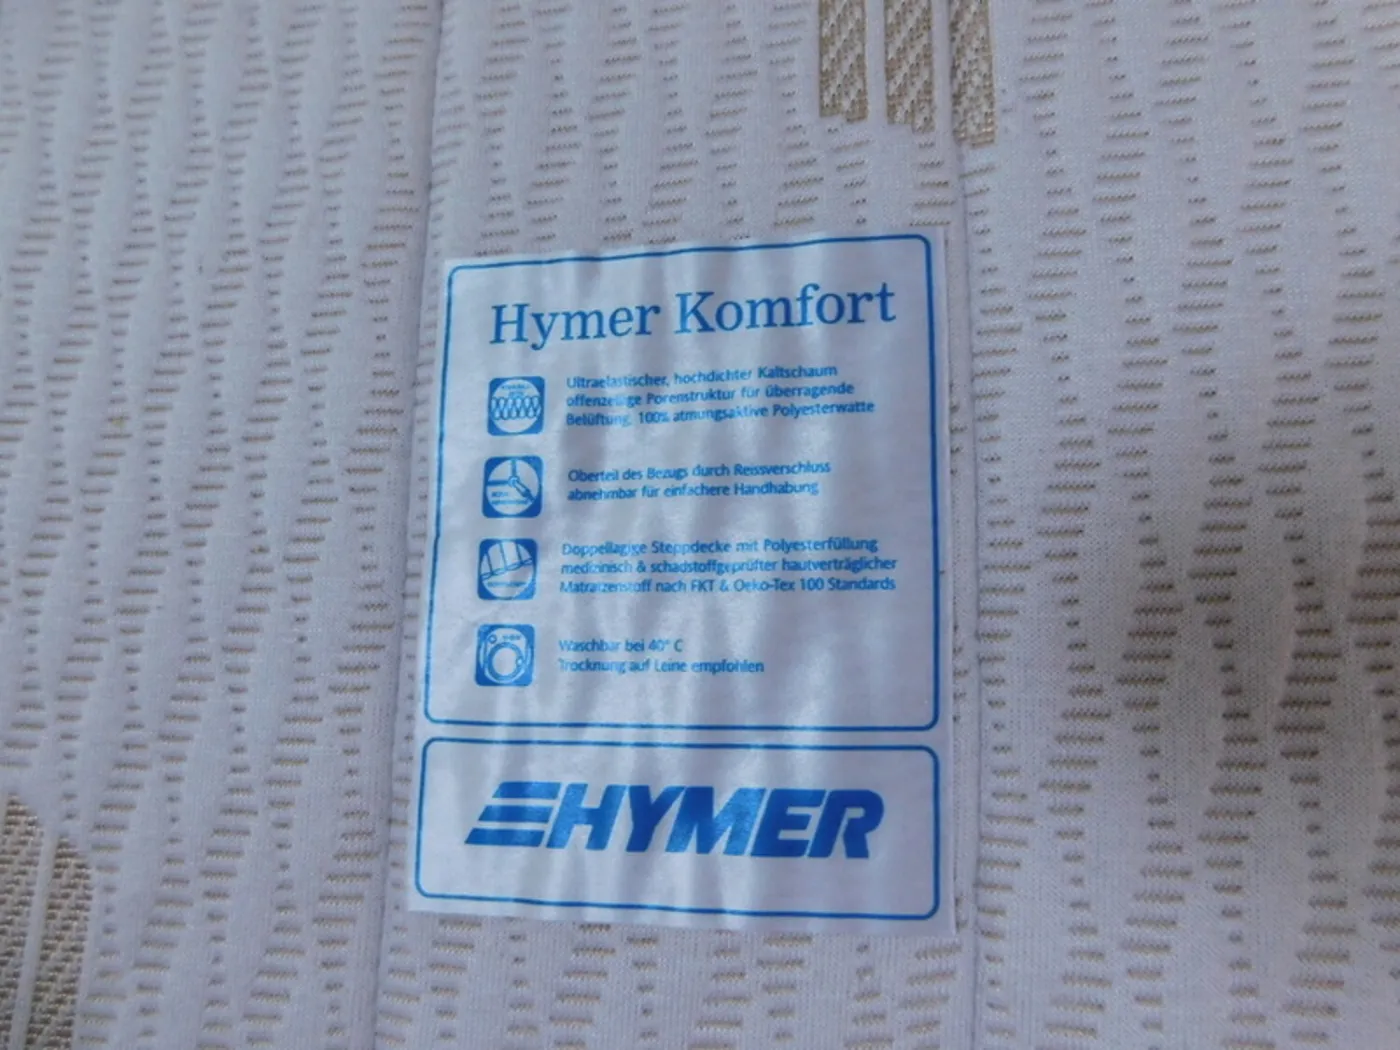 Hymer Komfort
Ultraelastischer, hochdichter Kaltschaum
offenzellige Porenstruktur für überragende
Belüftung, 100% atmungsaktive Polyesterwatte
Oberteil des Bezugs durch Reissverschluss
abnehmbar für einfachere Handhabung
Doppellagige Steppdecke mit Polyesterfüllung
medizinisch & schadstoffgeprüfter hautverträglicher
Matratzenstoff nach FKT & Oeko-Tex 100 Standards
Waschbar bei 40° C
Trocknung auf Leine empfohlen
HYMER